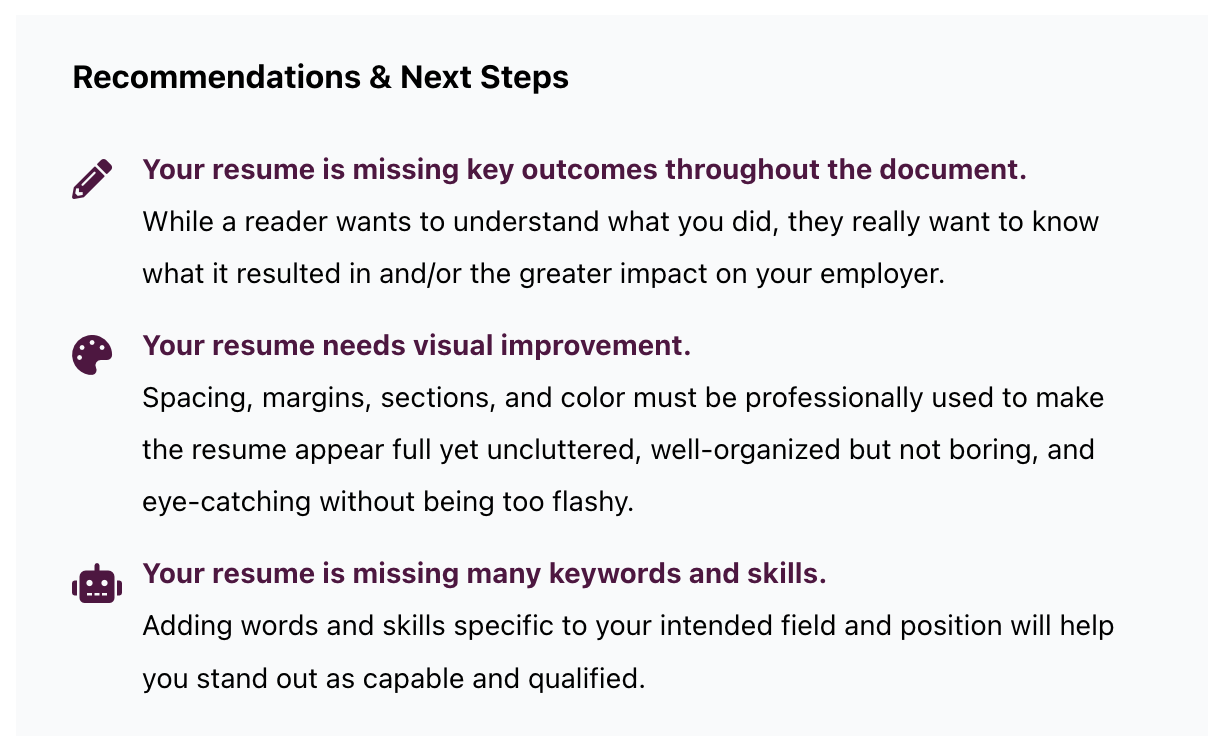 Recommendations & Next Steps
Your resume is missing key outcomes throughout the document.
While a reader wants to understand what you did, they really want to know
what it resulted in and/or the greater impact on your employer.
Your resume needs visual improvement.
Spacing, margins, sections, and color must be professionally used to make
the resume appear full yet uncluttered, well-organized but not boring, and
eye-catching without being too flashy.
Your resume is missing many keywords and skills.
Adding words and skills specific to your intended field and position will help
you stand out as capable and qualified.